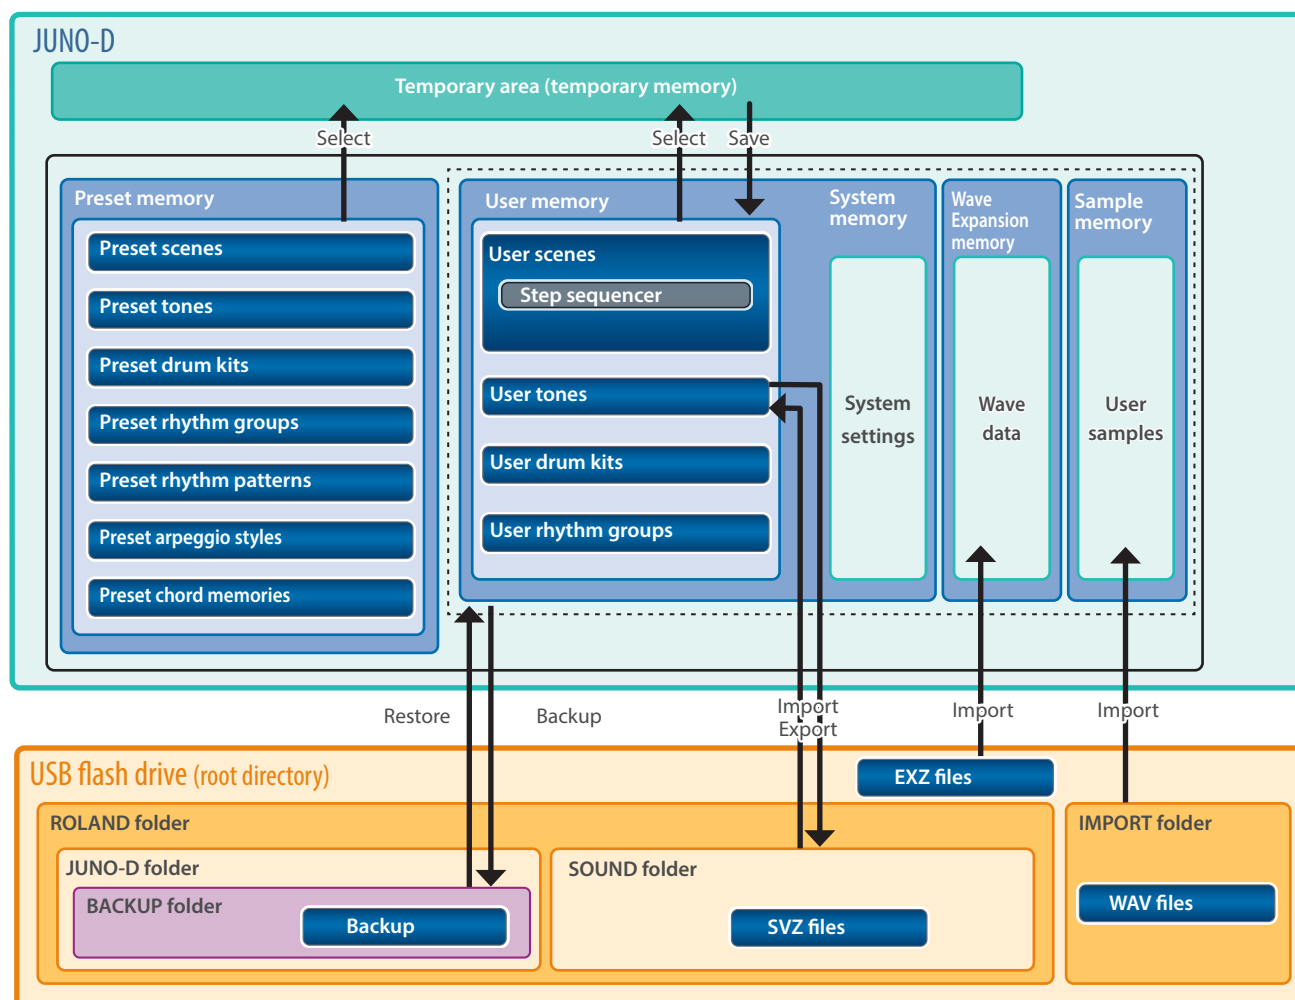 JUNO-D
Temporary area (temporary memory)
Select
Select
Save
Preset memory
Preset scenes
Preset tones
Preset drum kits
Preset rhythm groups
Preset rhythm patterns
Preset arpeggio styles
Preset chord memories
User memory
User scenes
Step sequencer
User tones
User drum kits
User rhythm groups
System
memory
System
settings
Wave
Expansion
memory
Wave
data
Sample
memory
User
samples
Restore
Backup
Import
Export
Import
Import
USB flash drive (root directory)
EXZ files
ROLAND folder
JUNO-D folder
BACKUP folder
Backup
SOUND folder
SVZ files
IMPORT folder
WAV files